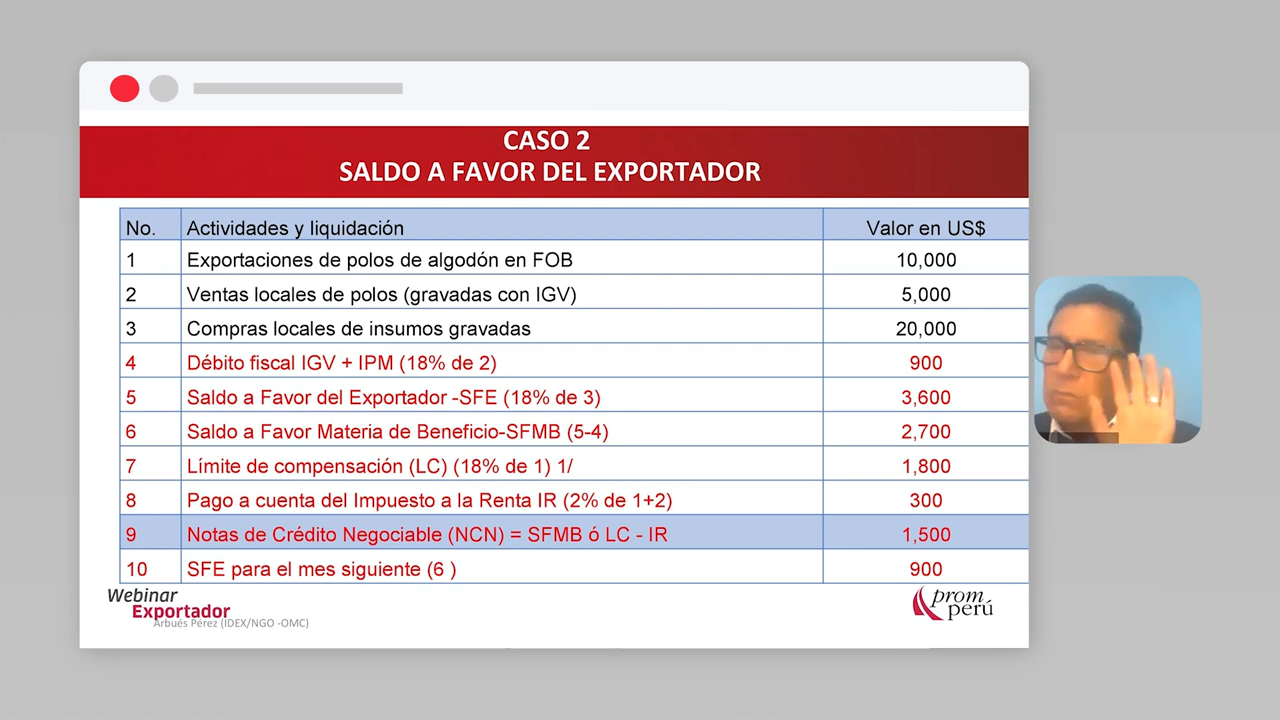 CASO 2
SALDO A FAVOR DEL EXPORTADOR
No. Actividades y liquidación Valor en US$
1 Exportaciones de polos de algodón en FOB 10,000
2 Ventas locales de polos (gravadas con IGV) 5,000
3 Compras locales de insumos gravadas 20,000
4 Débito fiscal IGV + IPM (18% de 2) 900
5 Saldo a Favor del Exportador -SFE (18% de 3) 3,600
6 Saldo a Favor Materia de Beneficio-SFMB (5-4) 2,700
7 Límite de compensación (LC) (18% de 1) 1/ 1,800
8 Pago a cuenta del Impuesto a la Renta IR (2% de 1+2) 300
9 Notas de Crédito Negociable (NCN) = SFMB ó LC - IR 1,500
10 SFE para el mes siguiente (6 ) 900
Webinar
Exportador
Arbués Pérez (IDEX/NGO -OMC)
prom
perú